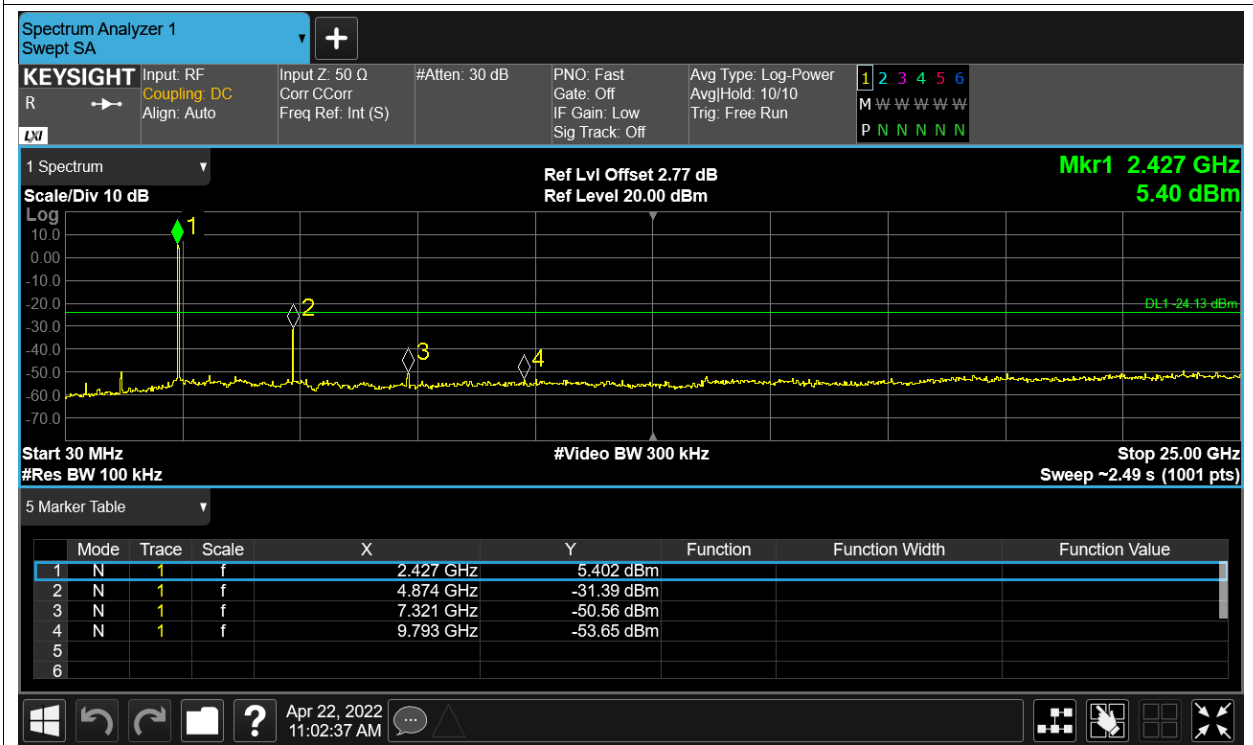 Spectrum Analyzer 1
Swept SA
+
KEYSIGHT Input: RF Input Z: 50 Ω #Atten: 30 dB PNO: Fast Avg Type: Log-Power 1 2 3 4 5 6
R Coupling: DC Corr CCorr Gate: Off Avg|Hold: 10/10 M W W W W W
Align: Auto Freq Ref: Int (S) IF Gain: Low Trig: Free Run
LXI Sig Track: Off P N N N N N
1 Spectrum Ref Lvl Offset 2.77 dB Mkr1 2.427 GHz
Scale/Div 10 dB Ref Level 20.00 dBm 5.40 dBm
Log
1
10.0
0.00
-10.0
-20.0 2 DL1 -24.13 dBm
-30.0
-40.0 3 4
-50.0
-60.0
-70.0
Start 30 MHz #Video BW 300 kHz Stop 25.00 GHz
#Res BW 100 kHz Sweep ~2.49 s (1001 pts)
5 Marker Table
Mode Trace Scale X Y Function Function Width Function Value
1 N 1 f 2.427 GHz 5.402 dBm
2 N 1 f 4.874 GHz -31.39 dBm
3 N 1 f 7.321 GHz -50.56 dBm
4 N 1 f 9.793 GHz -53.65 dBm
5
6
? Apr 22, 2022
11:02:37 AM